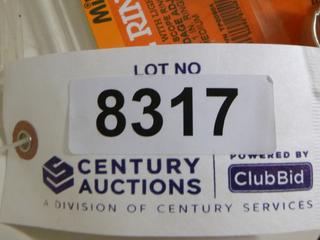 LOT NO
8317
CENTURY
AUCTIONS
POWERED BY
ClubBid
A DIVISION OF CENTURY SERVICES